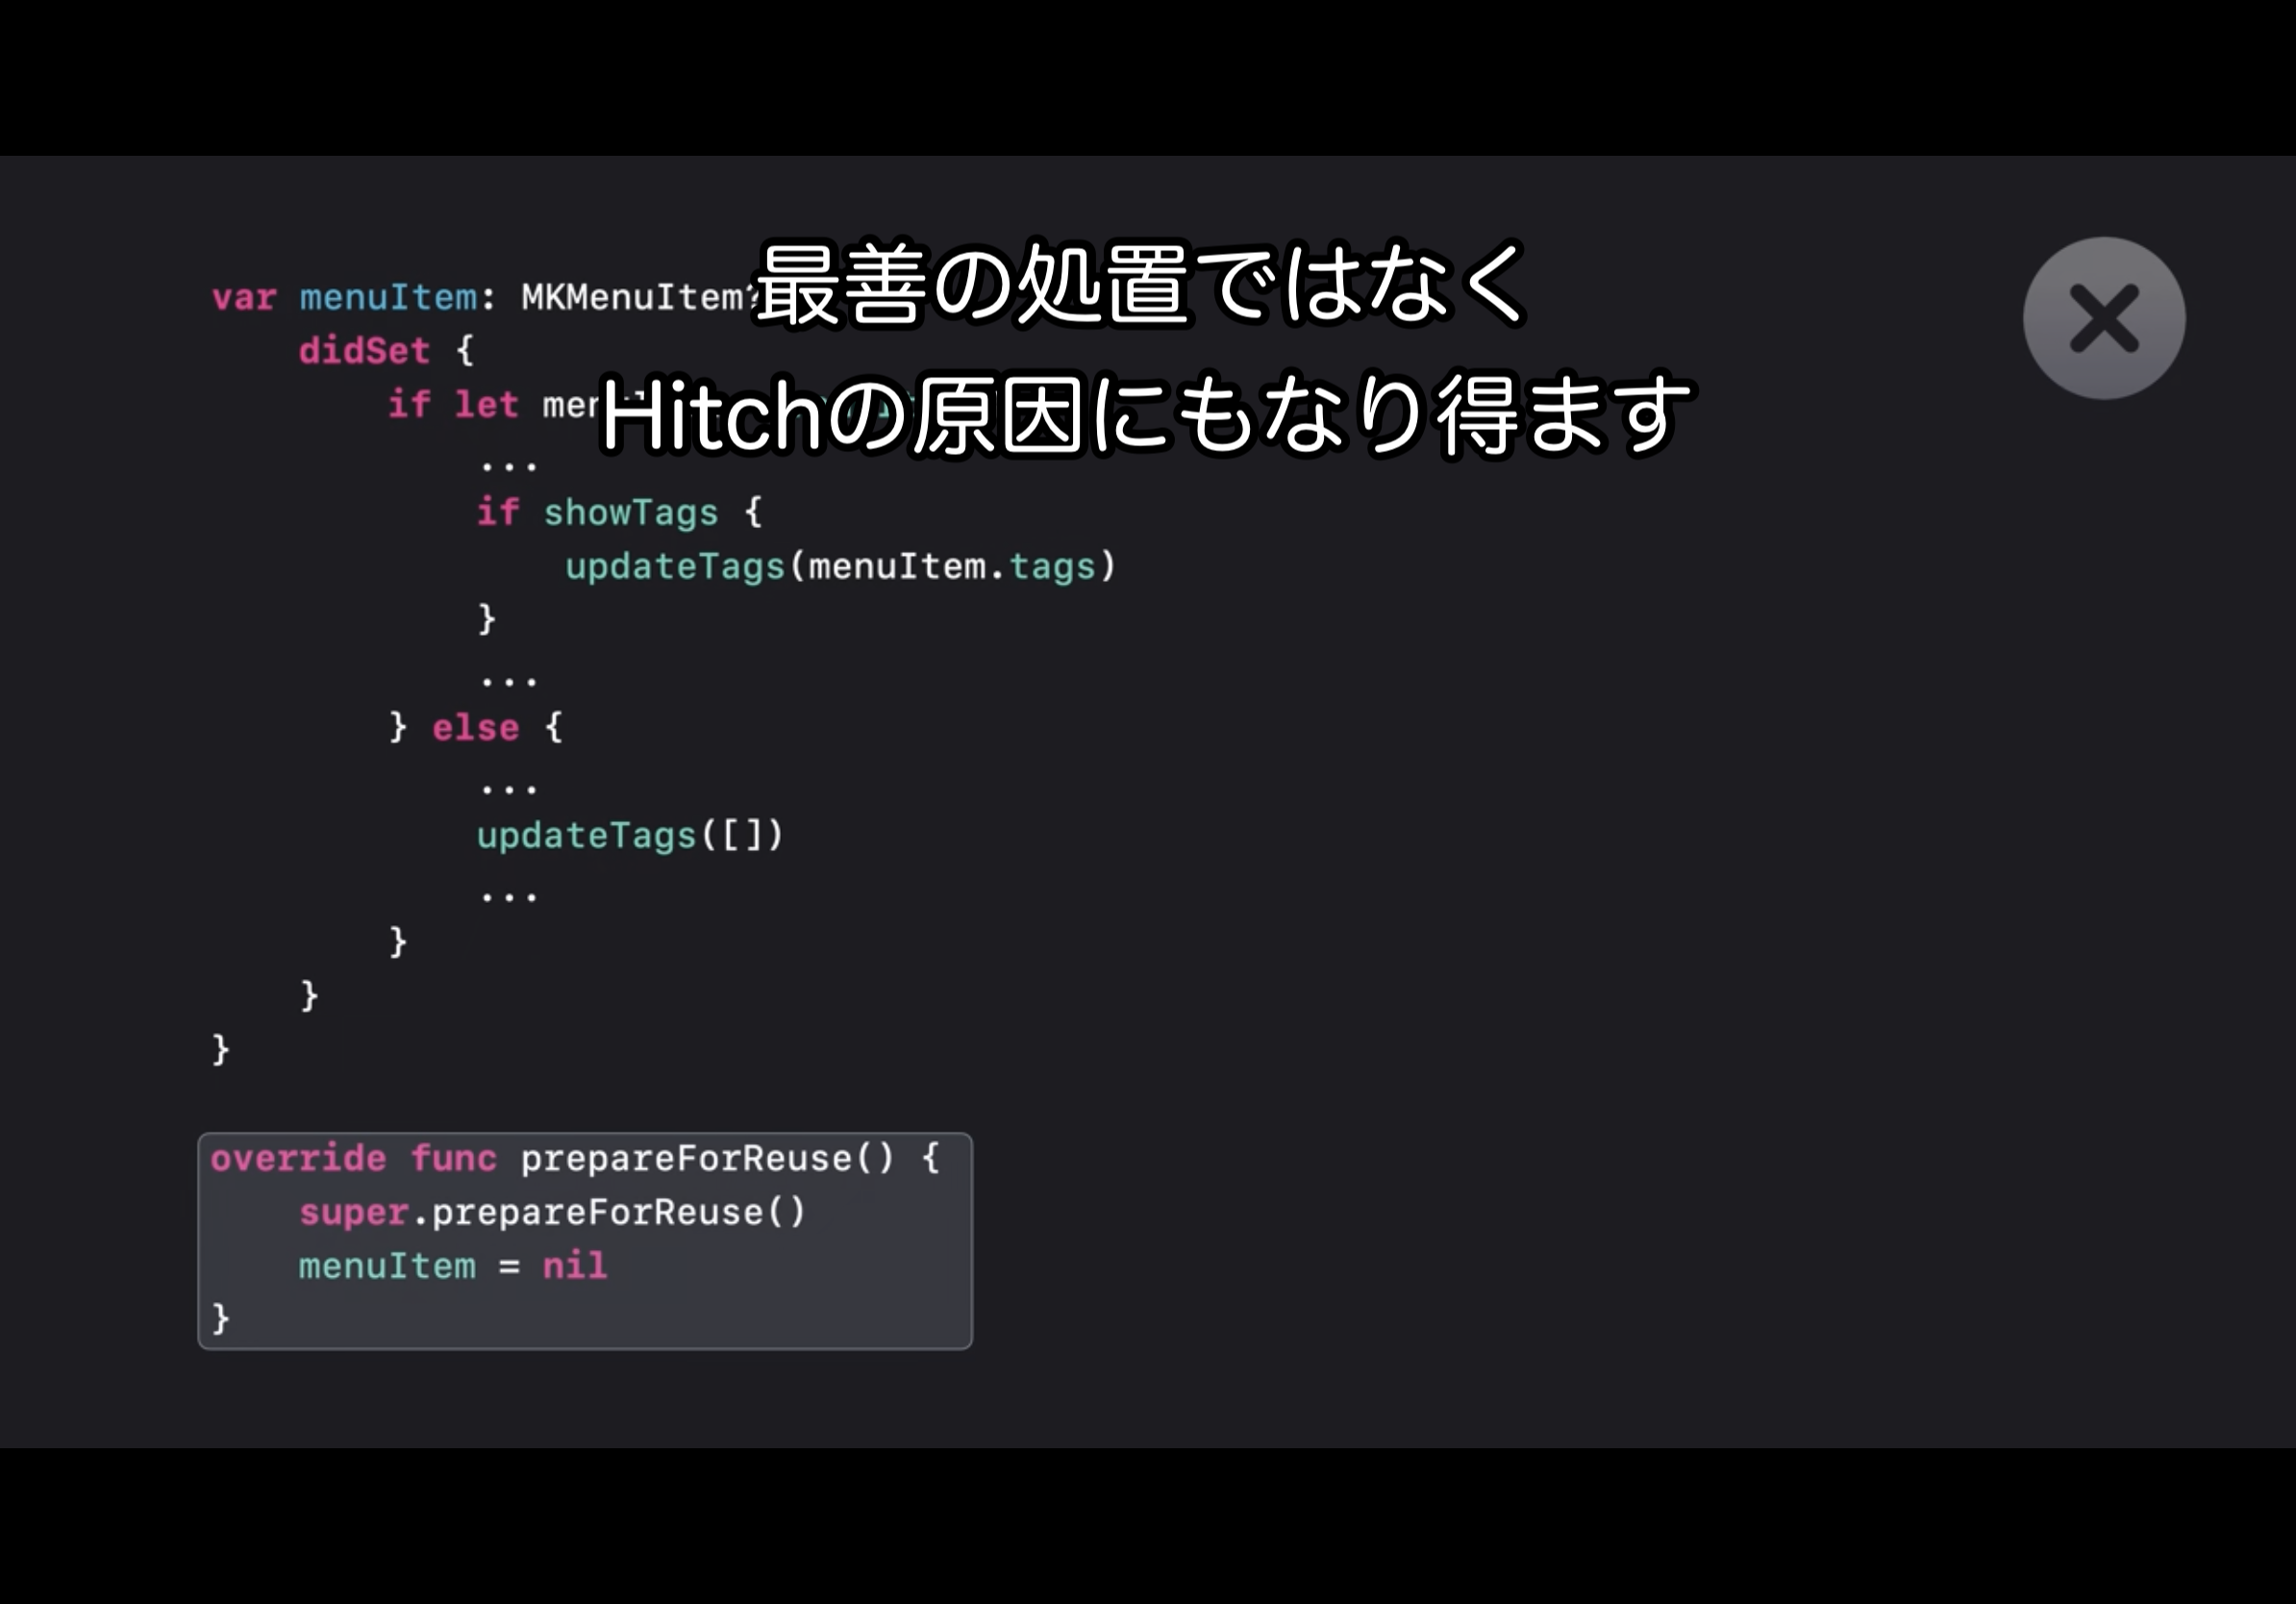 最善の処置ではなく
Hitchの原因にもなり得ます
var menuItem: MKMenuItem?
    didSet {
        if let
            ...
            if showTags {
                updateTags(menuItem.tags)
            }
            ...
        } else {
            ...
            updateTags([])
            ...
        }
    }
}
override func prepareForReuse() {
    super.prepareForReuse()
    menuItem = nil
}